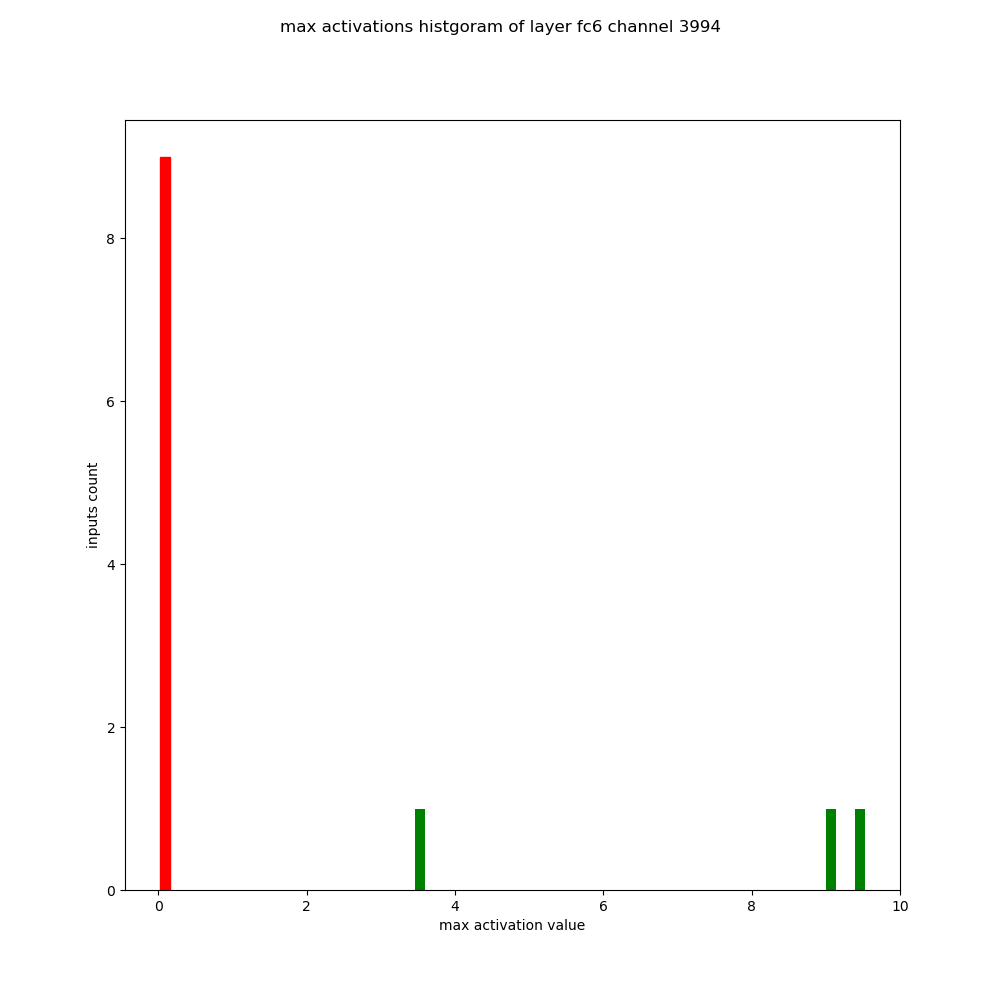 max activations histgoram of layer fc6 channel 3994
8
6
4
2
0
inputs count
0 2 4 6 8 10
max activation value